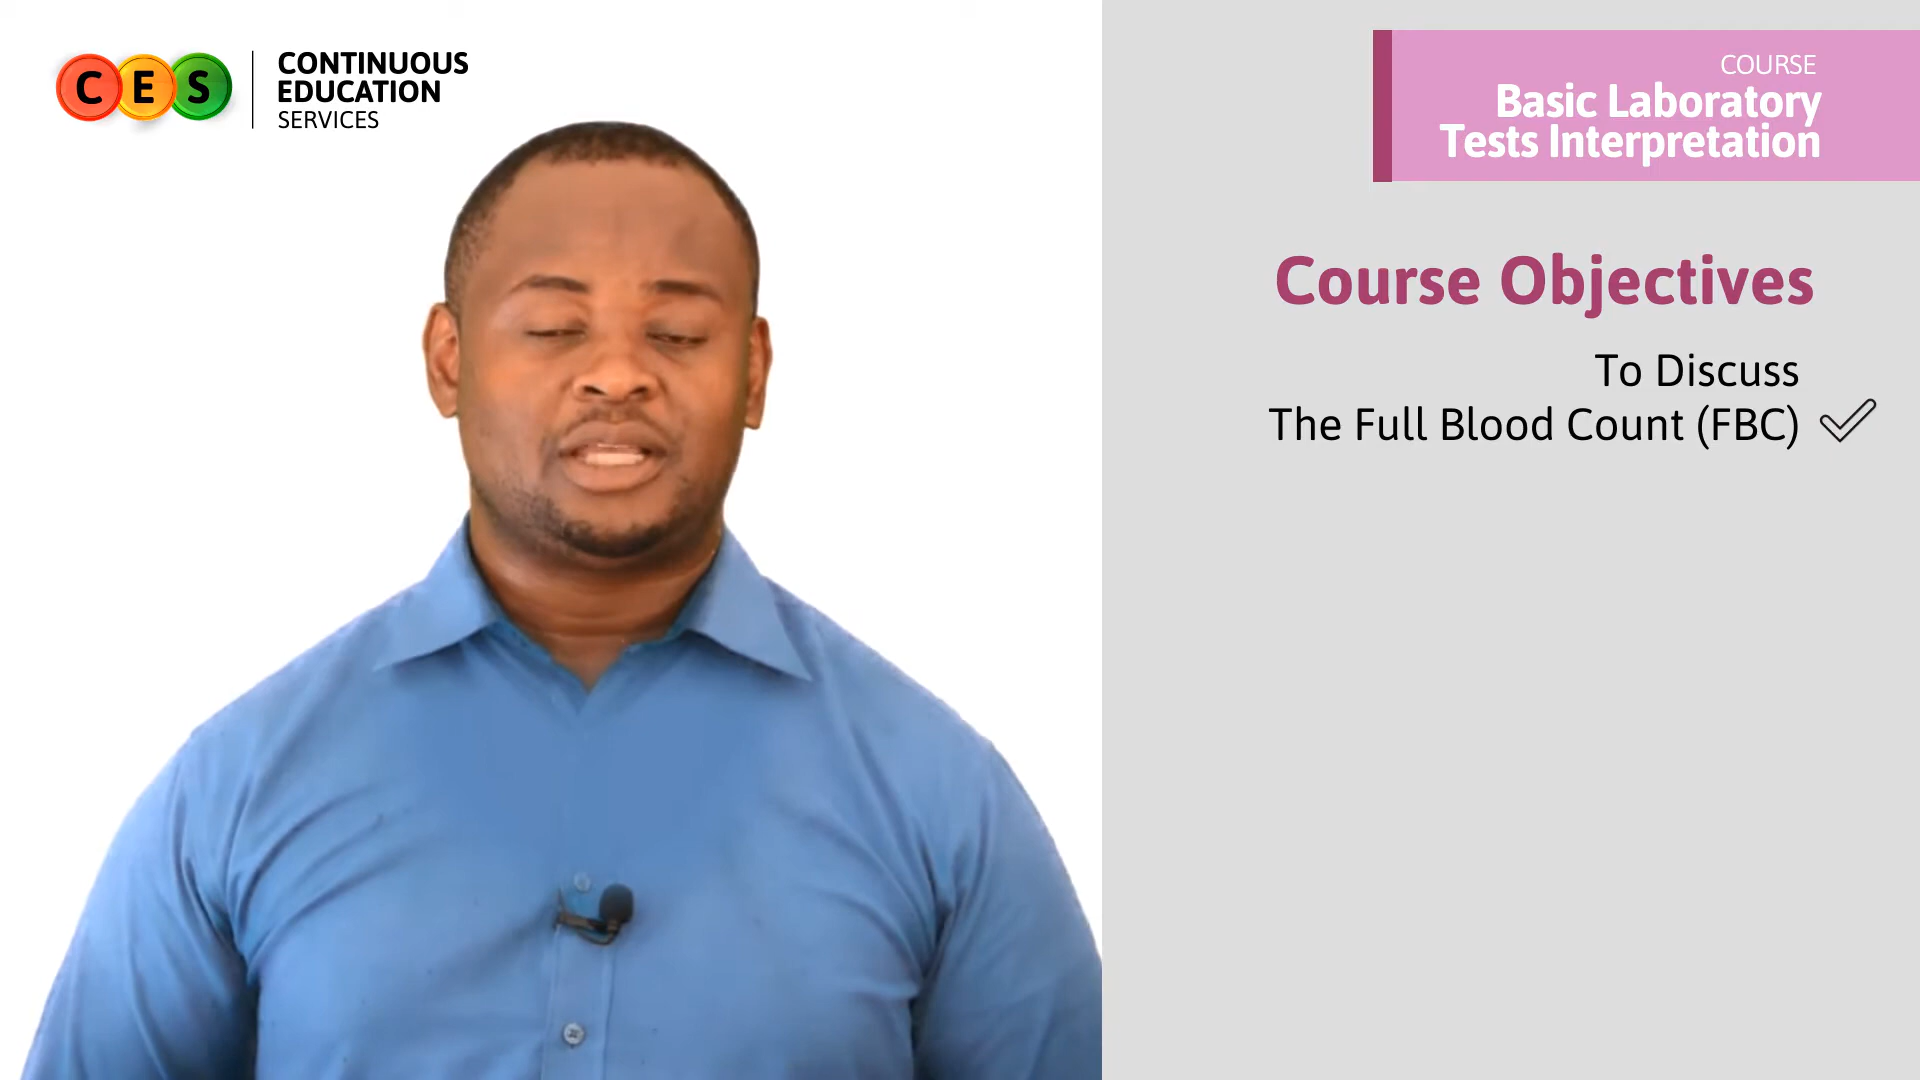 C E S
CONTINUOUS
EDUCATION
SERVICES
COURSE
Basic Laboratory
Tests Interpretation
Course Objectives
To Discuss
The Full Blood Count (FBC)